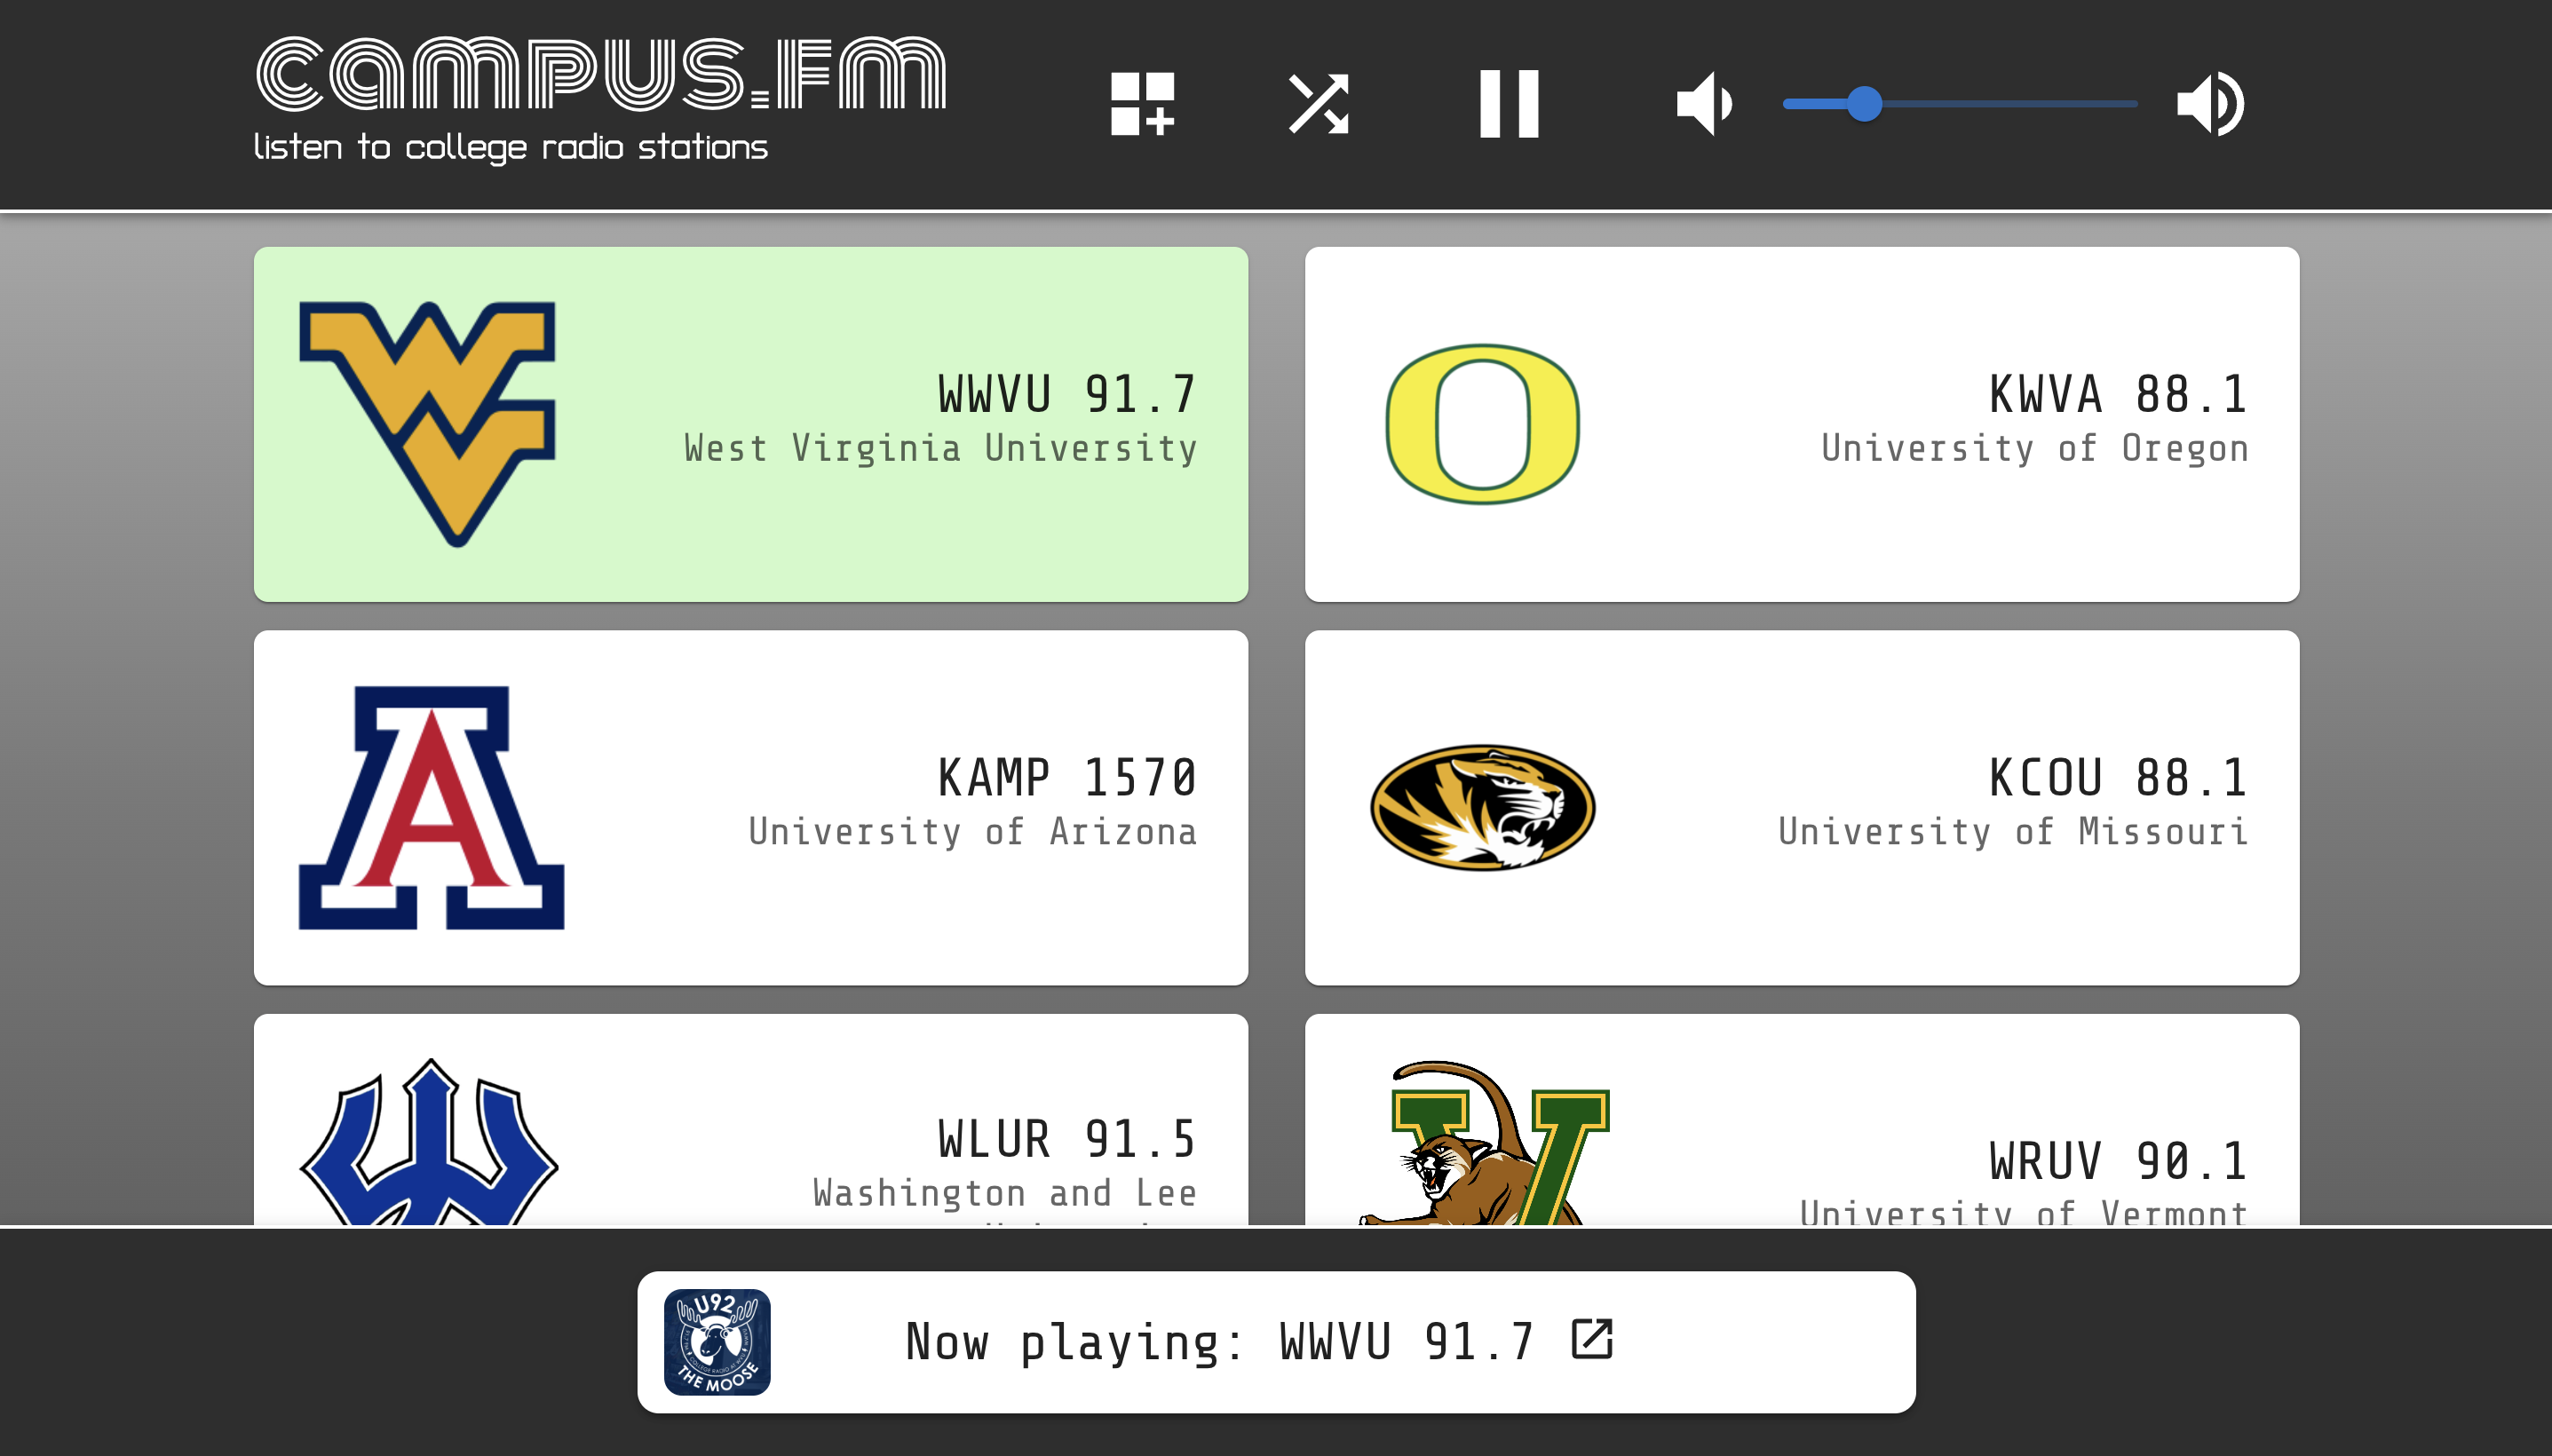 campus.fm
listen to college radio stations
WWVU 91.7
West Virginia University
KWVA 88.1
University of Oregon
KAMP 1570
University of Arizona
KCOU 88.1
University of Missouri
WLUR 91.5
Washington and Lee
WRUV 90.1
University of Vermont
U92
THE MOOSE
Now playing: WWVU 91.7